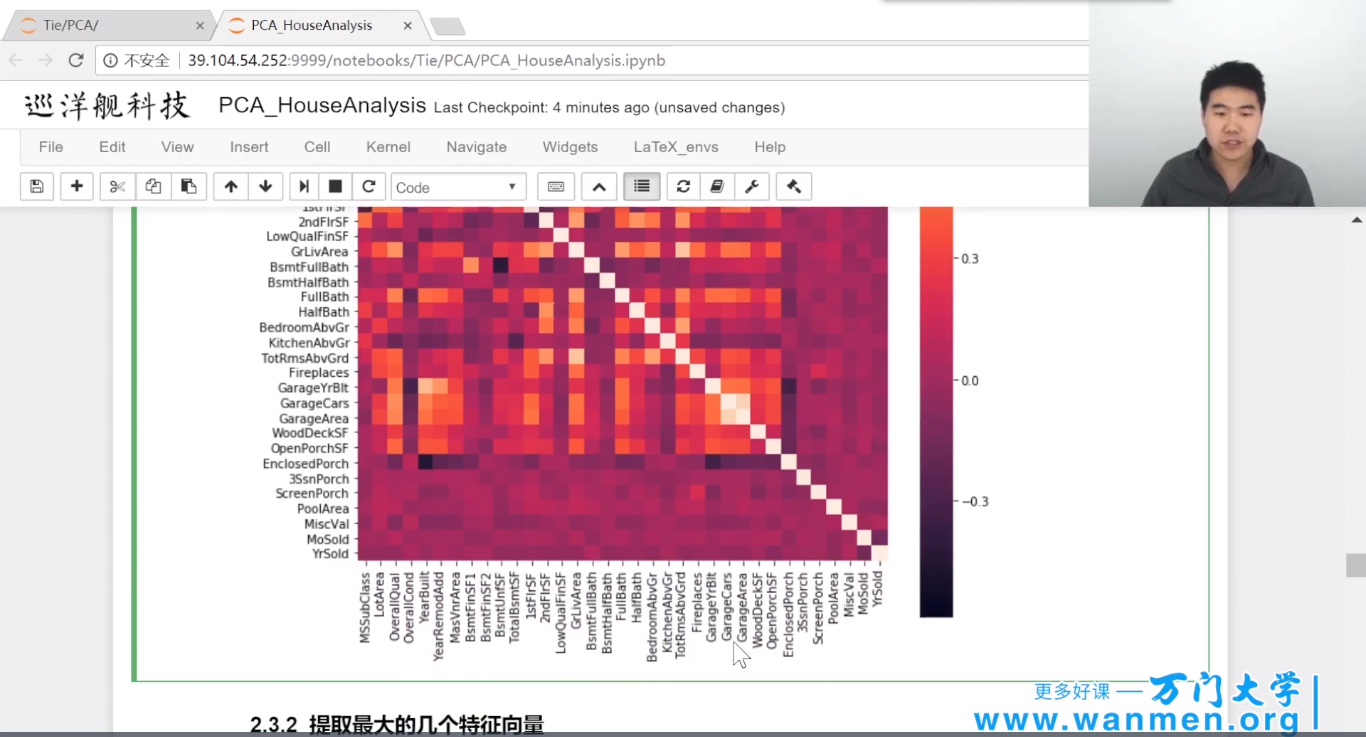 Tie/PCA/
PCA_HouseAnalysis
不安全 39.104.54.252:9999/notebooks/Tie/PCA/PCA_HouseAnalysis.ipynb
巡洋舰科技 PCA_HouseAnalysis Last Checkpoint: 4 minutes ago (unsaved changes)
File Edit View Insert Cell Kernel Navigate Widgets LaTeX_envs Help
Code
1stFlrSF
2ndFlrSF
LowQualFinSF
GrLivArea
BsmtFullBath
BsmtHalfBath
FullBath
HalfBath
BedroomAbvGr
KitchenAbvGr
TotRmsAbvGrd
Fireplaces
GarageYrBlt
GarageCars
GarageArea
WoodDeckSF
OpenPorchSF
EnclosedPorch
3SsnPorch
ScreenPorch
PoolArea
MiscVal
MoSold
YrSold
0.3
0.0
−0.3
MSSubClass
LotArea
OverallQual
OverallCond
YearBuilt
YearRemodAdd
MasVnrArea
BsmtFinSF1
BsmtFinSF2
BsmtUnfSF
TotalBsmtSF
1stFlrSF
2ndFlrSF
LowQualFinSF
GrLivArea
BsmtFullBath
BsmtHalfBath
FullBath
HalfBath
BedroomAbvGr
KitchenAbvGr
TotRmsAbvGrd
Fireplaces
GarageYrBlt
GarageCars
GarageArea
WoodDeckSF
OpenPorchSF
EnclosedPorch
3SsnPorch
ScreenPorch
PoolArea
MiscVal
MoSold
YrSold
2.3.2 提取最大的几个特征向量
更多好课 — 万门大学
www.wanmen.org